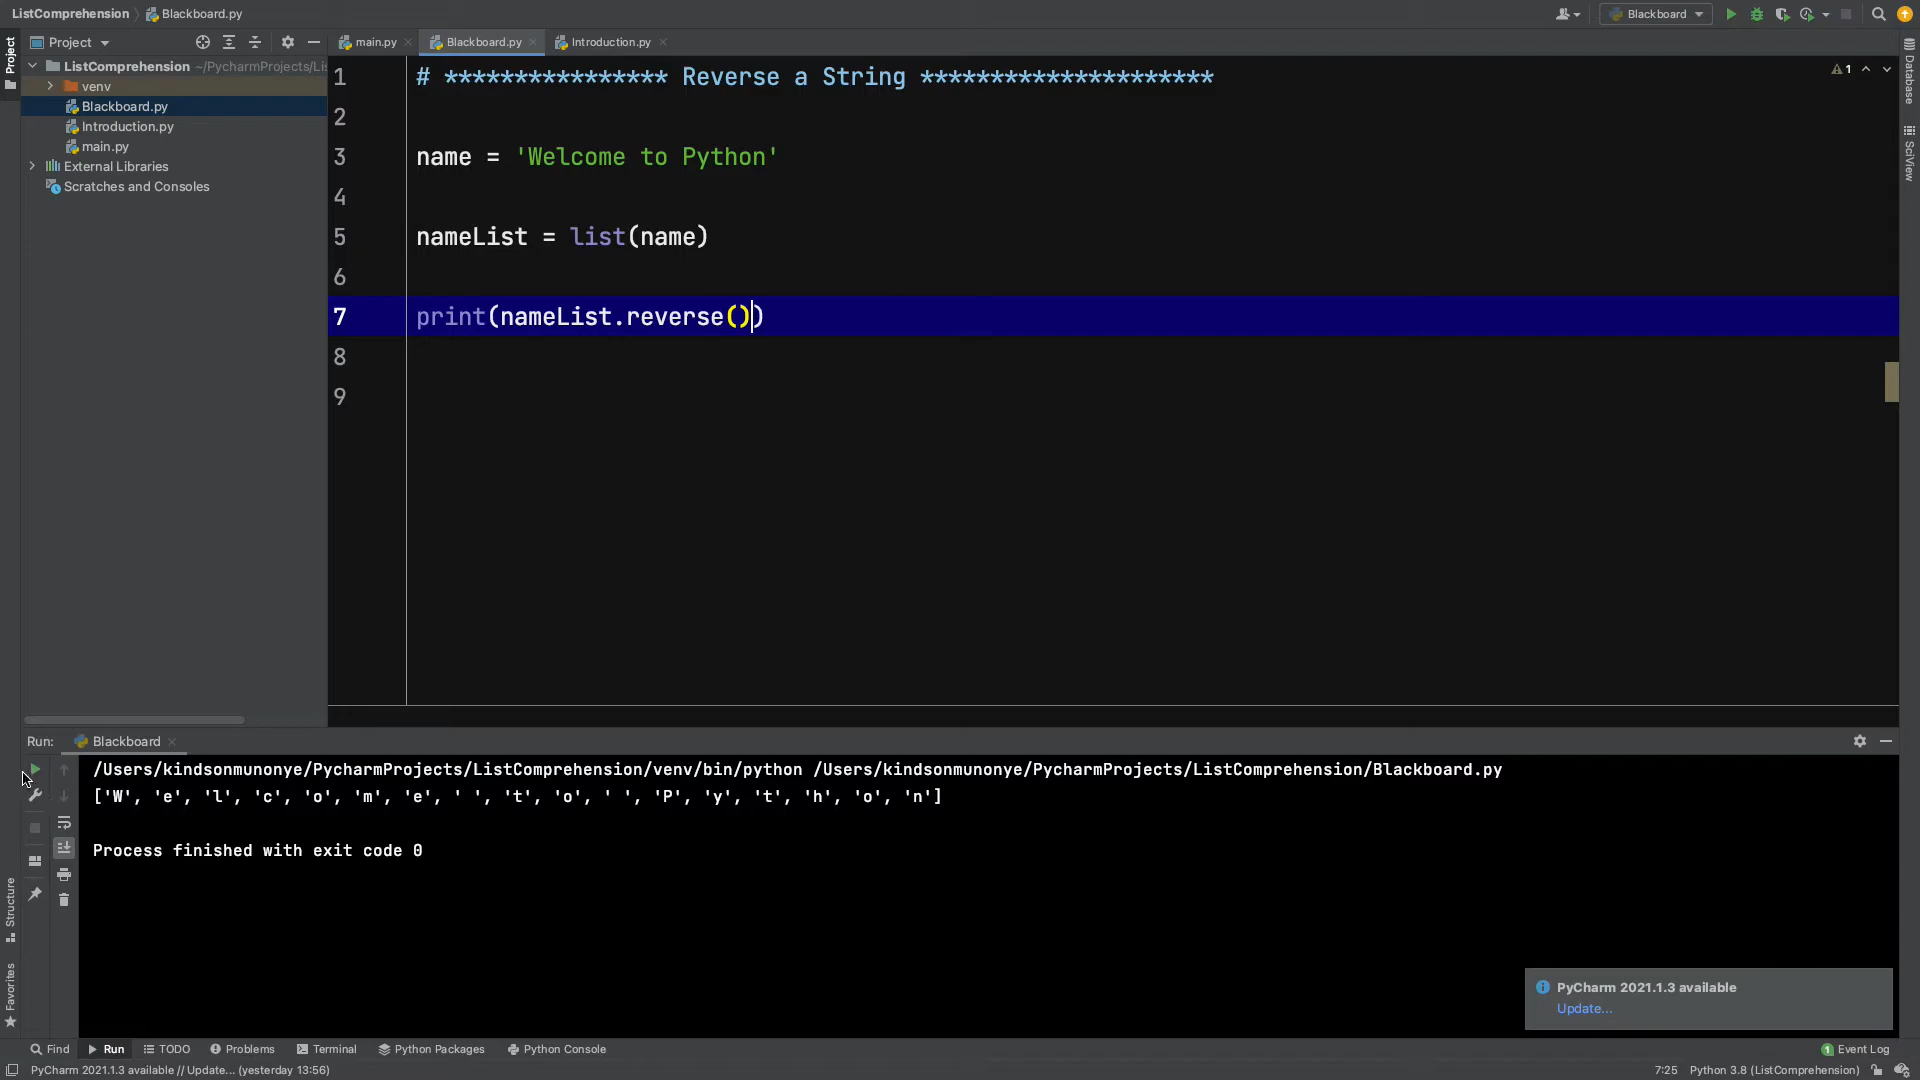 ListComprehension Blackboard.py Blackboard
Project main.py Blackboard.py Introduction.py
ListComprehension ~/PycharmProjects/Li
venv
Blackboard.py
Introduction.py
main.py
External Libraries
Scratches and Consoles
Project
Structure
Favorites
Database
SciView
1
1 # **************** Reverse a String *********************
2
3 name = 'Welcome to Python'
4
5 nameList = list(name)
6
7 print(nameList.reverse())
8
9
Run: Blackboard
/Users/kindsonmunonye/PycharmProjects/ListComprehension/venv/bin/python /Users/kindsonmunonye/PycharmProjects/ListComprehension/Blackboard.py
['W', 'e', 'l', 'c', 'o', 'm', 'e', ' ', 't', 'o', ' ', 'P', 'y', 't', 'h', 'o', 'n']
Process finished with exit code 0
PyCharm 2021.1.3 available
Update...
Find Run TODO Problems Terminal Python Packages Python Console 1 Event Log
PyCharm 2021.1.3 available // Update... (yesterday 13:56) 7:25 Python 3.8 (ListComprehension)